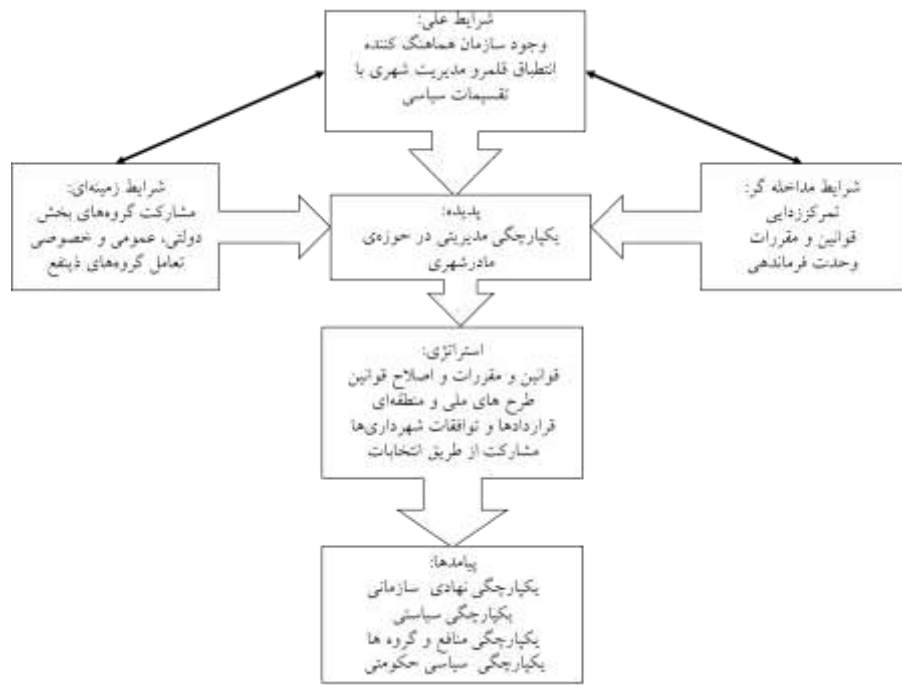 شرایط علی:
وجود سازمان هماهنگ کننده
انتطباق قلمرو مدیریت شهری با
تقسیمات سیاسی
شرایط مداخله گر:
تمرکززدایی
قوانین و مقررات
وحدت فرماندهی
پدیده:
یکپارچگی مدیریتی در حوزه‌ی
مادرشهری
شرایط زمینه‌ای:
مشارکت گروه‌های بخش
دولتی، عمومی و خصوصی
تعامل گروه‌های ذینفع
استراتژی:
قوانین و مقررات و اصلاح قوانین
طرح های ملی و منطقه‌ای
قراردادها و توافقات شهرداری‌ها
مشارکت از طریق انتخابات
پیامدها:
یکپارچگی نهادی سازمانی
یکپارچگی سیاستی
یکپارچگی منافع و گروه ها
یکپارچگی سیاسی حکومتی